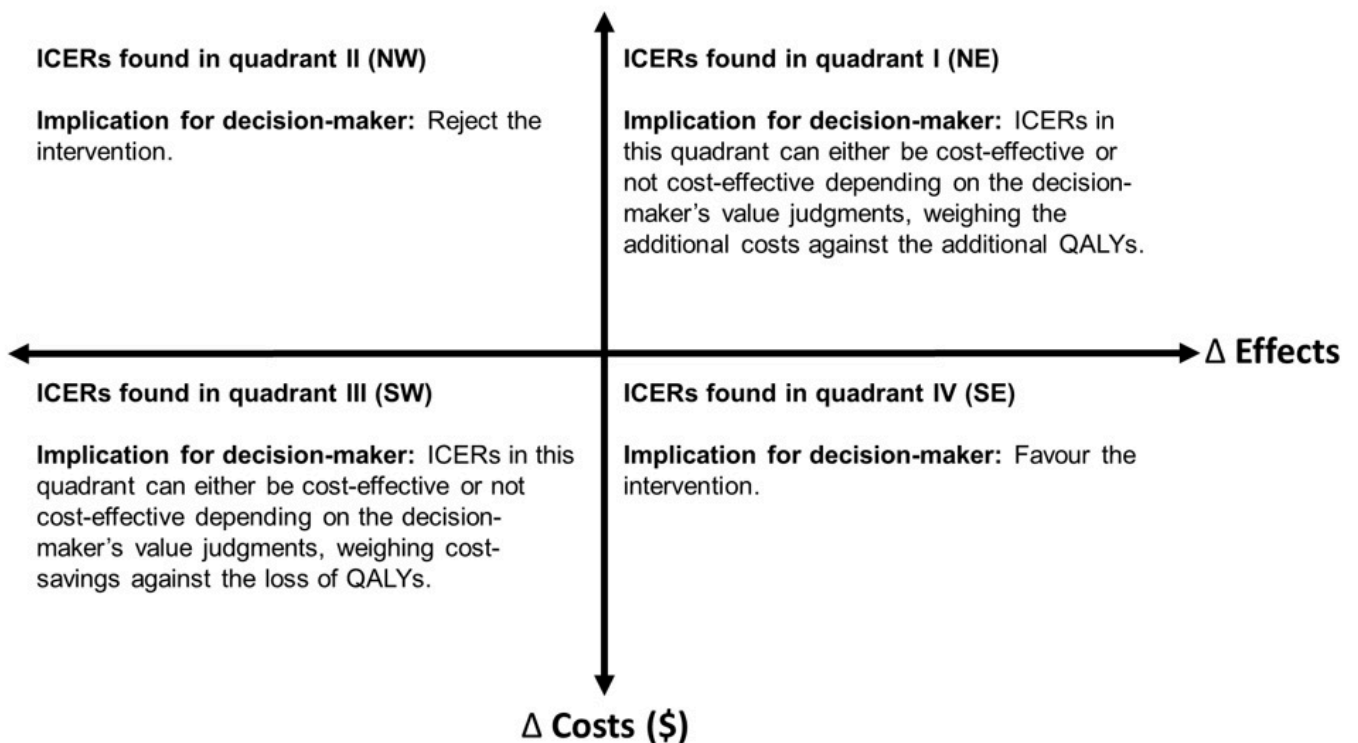 ICERs found in quadrant II (NW)
Implication for decision-maker: Reject the
intervention.
ICERs found in quadrant I (NE)
Implication for decision-maker: ICERs in
this quadrant can either be cost-effective or
not cost-effective depending on the decision-
maker's value judgments, weighing the
additional costs against the additional QALYs.
Δ Effects
ICERs found in quadrant III (SW)
Implication for decision-maker: ICERs in this
quadrant can either be cost-effective or not
cost-effective depending on the decision-
maker's value judgments, weighing cost-
savings against the loss of QALYs.
ICERs found in quadrant IV (SE)
Implication for decision-maker: Favour the
intervention.
Δ Costs ($)